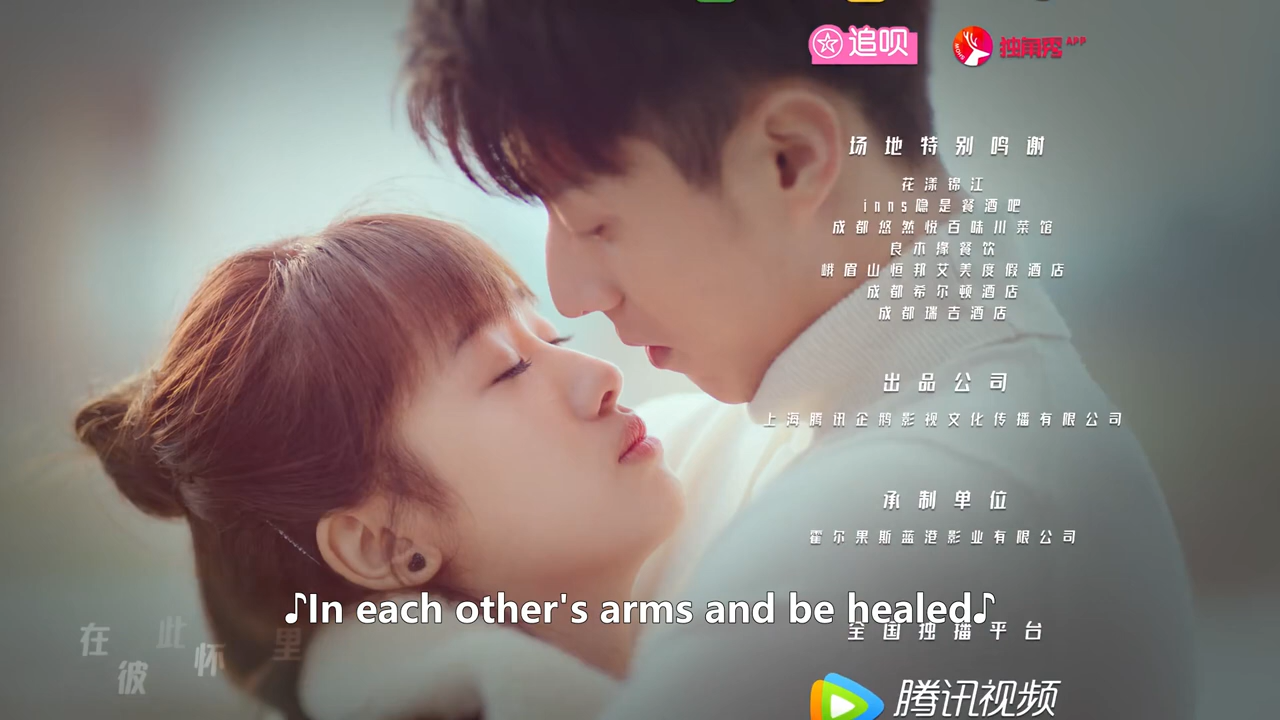 追呗
MOVIS
独角秀APP
场地特别鸣谢
花漾锦江
inns隐是餐酒吧
成都悠然悦百味川菜馆
良木缘餐饮
峨眉山恒邦艾美度假酒店
成都希尔顿酒店
成都瑞吉酒店
出品公司
上海腾讯企鹅影视文化传播有限公司
承制单位
霍尔果斯蓝港影业有限公司
♪In each other's arms and be healed♪
全国独播平台
在彼此怀里
腾讯视频